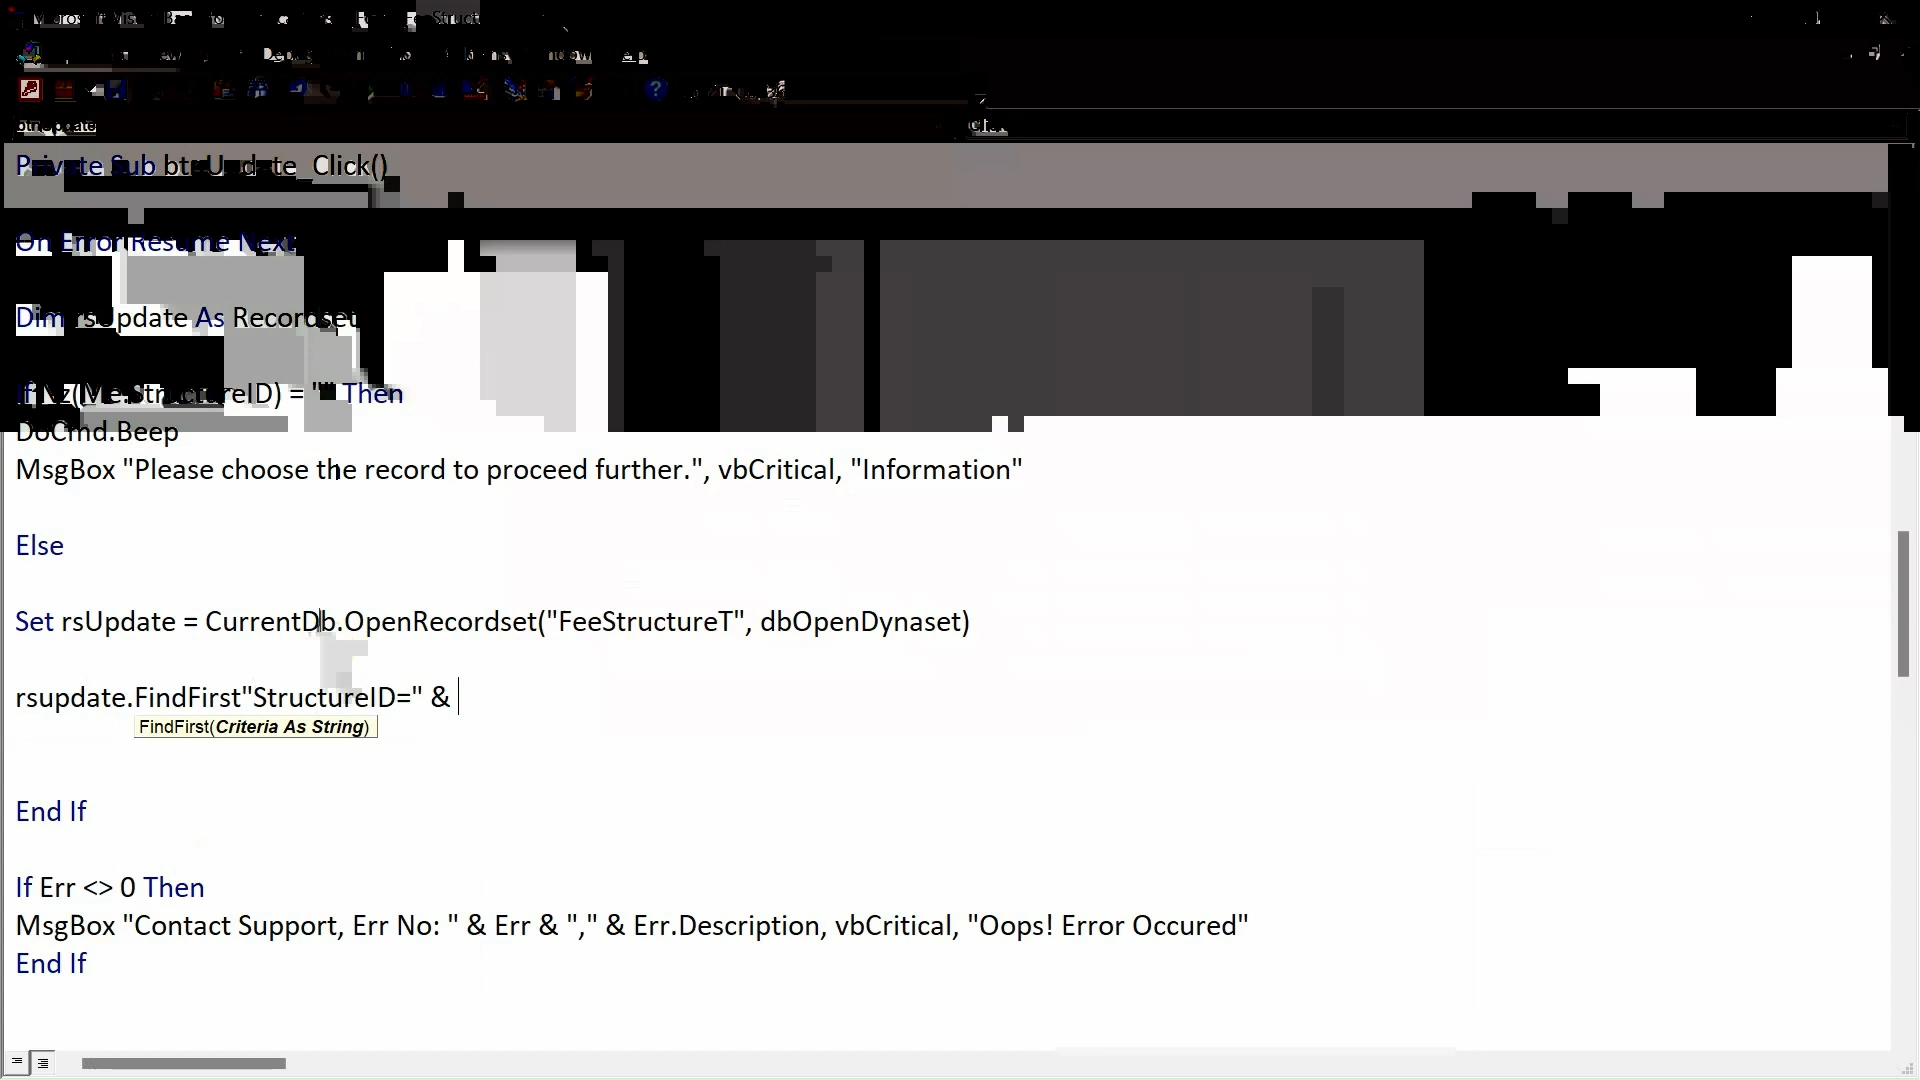 Private Sub btnUpdate_Click()
On Error Resume Next
Dim rsUpdate As Recordset
If Nz(Me.StructureID) = "" Then
DoCmd.Beep
MsgBox "Please choose the record to proceed further.", vbCritical, "Information"
Else
Set rsUpdate = CurrentDb.OpenRecordset("FeeStructureT", dbOpenDynaset)
rsupdate.FindFirst"StructureID=" &
FindFirst(Criteria As String)
End If
If Err <> 0 Then
MsgBox "Contact Support, Err No: " & Err & "," & Err.Description, vbCritical, "Oops! Error Occured"
End If